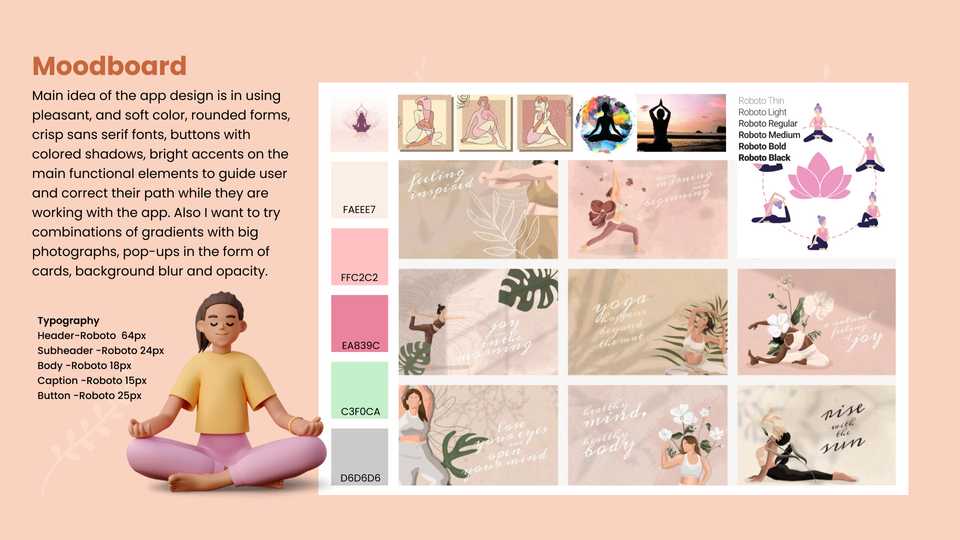 Moodboard
Main idea of the app design is in using
pleasant, and soft color, rounded forms,
crisp sans serif fonts, buttons with
colored shadows, bright accents on the
main functional elements to guide user
and correct their path while they are
working with the app. Also I want to try
combinations of gradients with big
photographs, pop-ups in the form of
cards, background blur and opacity.
Typography
Header-Roboto 64px
Subheader -Roboto 24px
Body -Roboto 18px
Caption -Roboto 15px
Button -Roboto 25px
FAEEE7
FFC2C2
EA839C
C3F0CA
D6D6D6
Roboto Thin
Roboto Light
Roboto Regular
Roboto Medium
Roboto Bold
Roboto Black
feeling
inspired
morning
beginning
joy
in the
morning
yoga
happens
beyond
the mat
a natural
feeling
of joy
close
your eyes
open
your mind
healthy
mind,
healthy
body
rise
with
the
sun